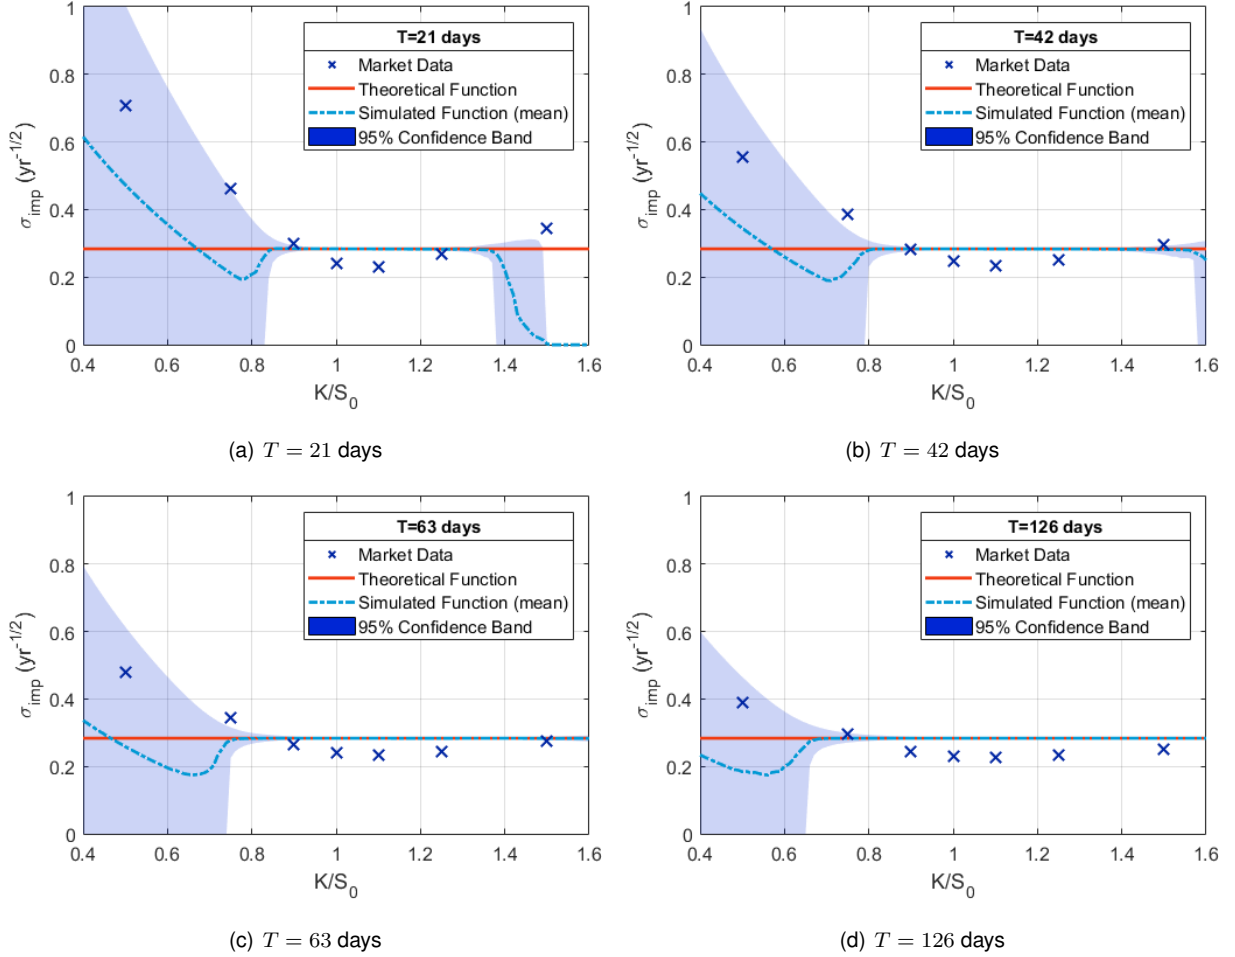 T=21 days
Market Data
Theoretical Function
Simulated Function (mean)
95% Confidence Band
1
0.8
0.6
0.4
0.2
0
σimp (yr-1/2)
0.4 0.6 0.8 1 1.2 1.4 1.6
K/S0
(a) T = 21 days
T=42 days
Market Data
Theoretical Function
Simulated Function (mean)
95% Confidence Band
1
0.8
0.6
0.4
0.2
0
σimp (yr-1/2)
0.4 0.6 0.8 1 1.2 1.4 1.6
K/S0
(b) T = 42 days
T=63 days
Market Data
Theoretical Function
Simulated Function (mean)
95% Confidence Band
1
0.8
0.6
0.4
0.2
0
σimp (yr-1/2)
0.4 0.6 0.8 1 1.2 1.4 1.6
K/S0
(c) T = 63 days
T=126 days
Market Data
Theoretical Function
Simulated Function (mean)
95% Confidence Band
1
0.8
0.6
0.4
0.2
0
σimp (yr-1/2)
0.4 0.6 0.8 1 1.2 1.4 1.6
K/S0
(d) T = 126 days